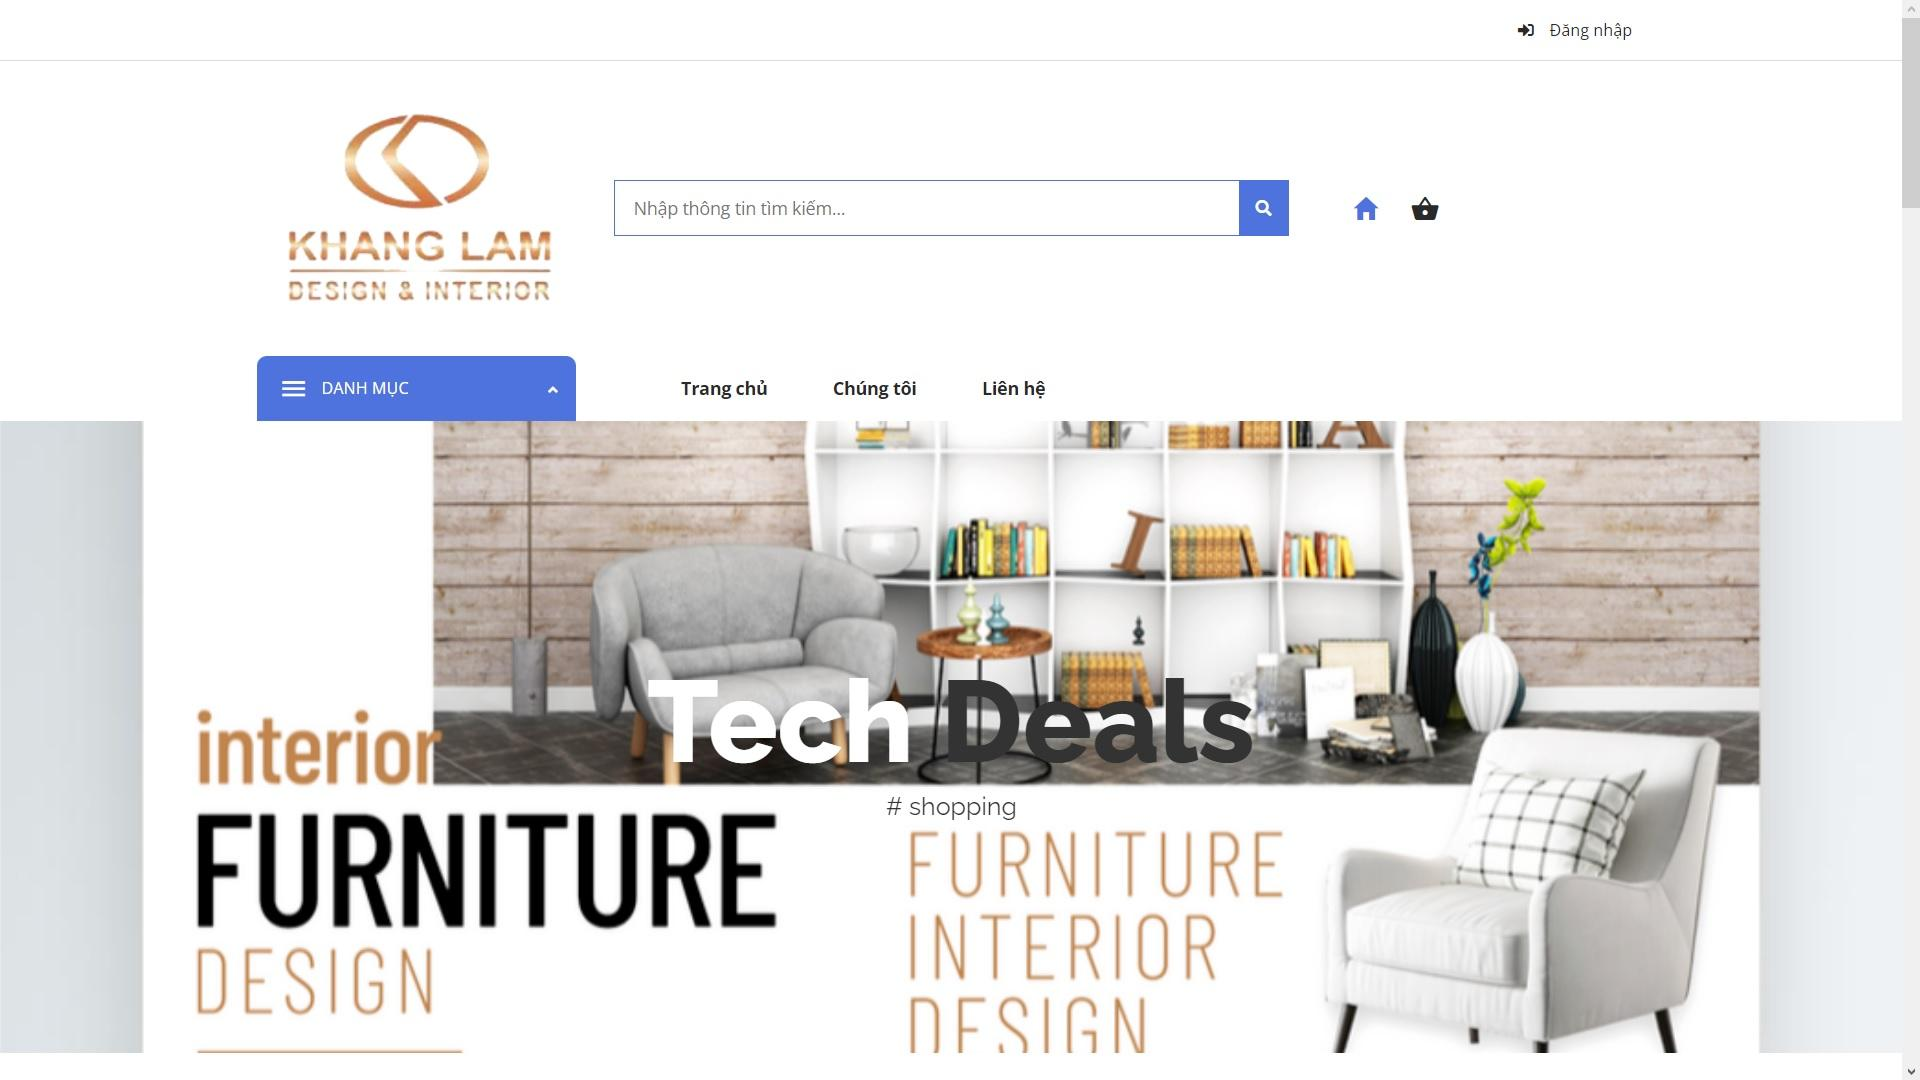 Đăng nhập
KHANG LAM
DESIGN & INTERIOR
Nhập thông tin tìm kiếm...
DANH MỤC
Trang chủ
Chúng tôi
Liên hệ
Tech Deals
# shopping
interior
FURNITURE
DESIGN
FURNITURE
INTERIOR
DESIGN